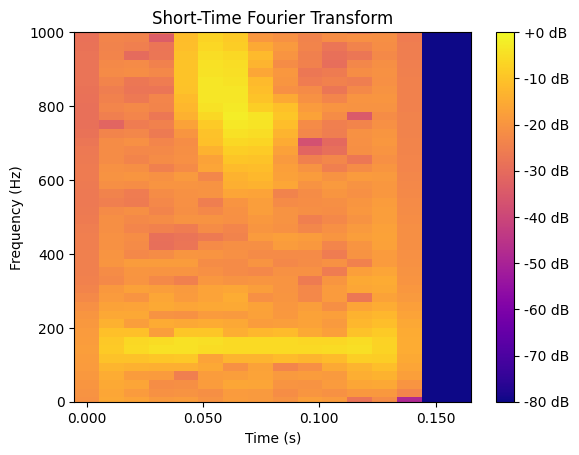 Short-Time Fourier Transform
Frequency (Hz)
1000
800
600
400
200
0
0.000
0.050
0.100
0.150
Time (s)
+0 dB
-10 dB
-20 dB
-30 dB
-40 dB
-50 dB
-60 dB
-70 dB
-80 dB